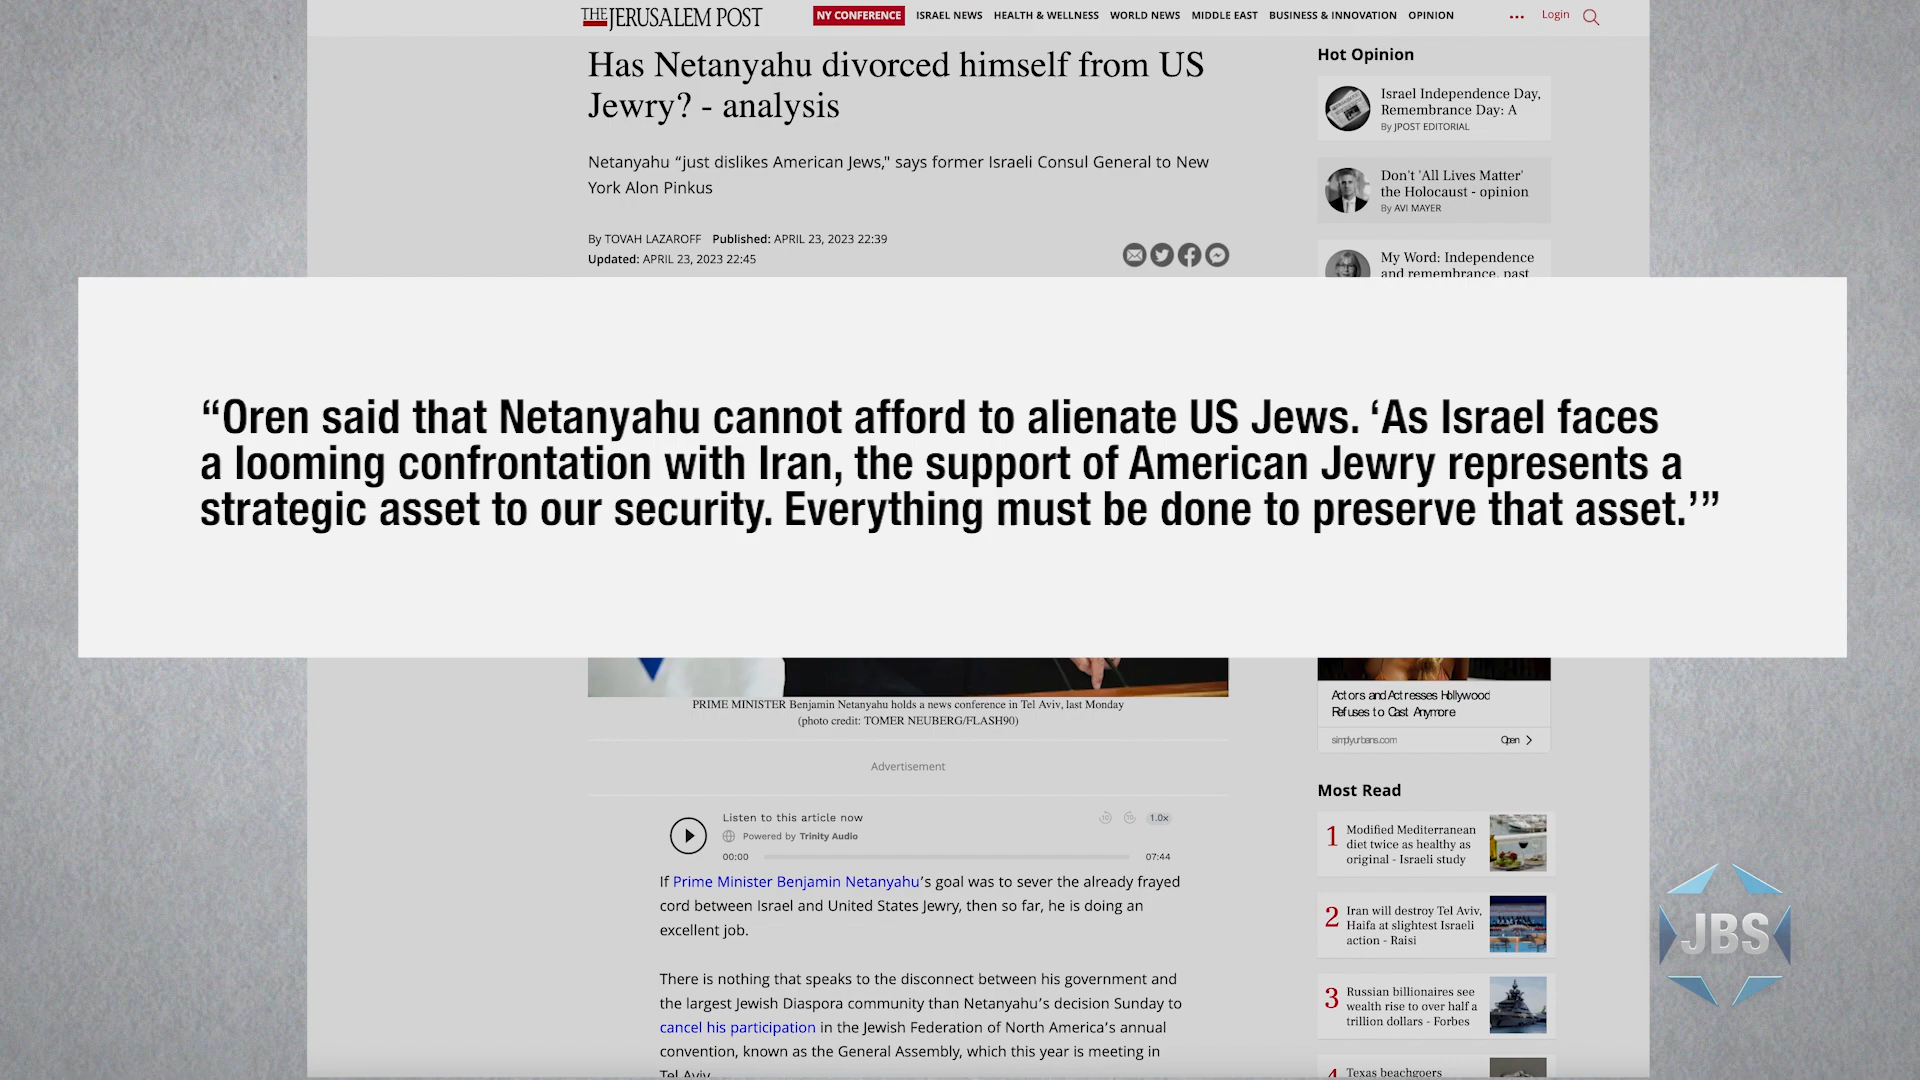 THE JERUSALEM POST
NY CONFERENCE ISRAEL NEWS HEALTH & WELLNESS WORLD NEWS MIDDLE EAST BUSINESS & INNOVATION OPINION ... Login
Has Netanyahu divorced himself from US
Jewry? - analysis
Netanyahu “just dislikes American Jews," says former Israeli Consul General to New
York Alon Pinkus
By TOVAH LAZAROFF Published: APRIL 23, 2023 22:39
Updated: APRIL 23, 2023 22:45
Hot Opinion
Israel Independence Day,
Remembrance Day: A
By JPOST EDITORIAL
Don't 'All Lives Matter'
the Holocaust - opinion
By AVI MAYER
My Word: Independence
and remembrance, past
“Oren said that Netanyahu cannot afford to alienate US Jews. ‘As Israel faces
a looming confrontation with Iran, the support of American Jewry represents a
strategic asset to our security. Everything must be done to preserve that asset.’”
PRIME MINISTER Benjamin Netanyahu holds a news conference in Tel Aviv, last Monday
(photo credit: TOMER NEUBERG/FLASH90)
Advertisement
Listen to this article now
10 10 1.0x
Powered by Trinity Audio
00:00 07:44
If Prime Minister Benjamin Netanyahu’s goal was to sever the already frayed
cord between Israel and United States Jewry, then so far, he is doing an
excellent job.
There is nothing that speaks to the disconnect between his government and
the largest Jewish Diaspora community than Netanyahu’s decision Sunday to
cancel his participation in the Jewish Federation of North America’s annual
convention, known as the General Assembly, which this year is meeting in
Tel Aviv.
Actors and Actresses Hollywood
Refuses to Cast Anymore
simplyurbans.com Open
Most Read
1 Modified Mediterranean
diet twice as healthy as
original - Israeli study
2 Iran will destroy Tel Aviv,
Haifa at slightest Israeli
action - Raisi
3 Russian billionaires see
wealth rise to over half a
trillion dollars - Forbes
4 Texas beachgoers
JBS